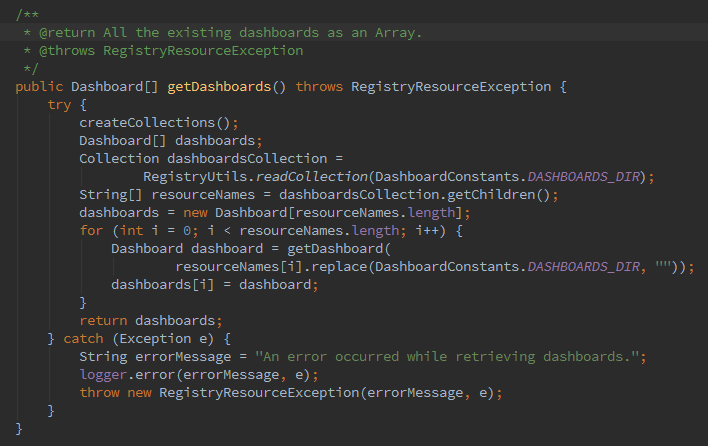 /**
 * @return All the existing dashboards as an Array.
 * @throws RegistryResourceException
 */
public Dashboard[] getDashboards() throws RegistryResourceException {
    try {
        createCollections();
        Dashboard[] dashboards;
        Collection dashboardsCollection =
                RegistryUtils.readCollection(DashboardConstants.DASHBOARDS_DIR);
        String[] resourceNames = dashboardsCollection.getChildren();
        dashboards = new Dashboard[resourceNames.length];
        for (int i = 0; i < resourceNames.length; i++) {
            Dashboard dashboard = getDashboard(
                    resourceNames[i].replace(DashboardConstants.DASHBOARDS_DIR, ""));
            dashboards[i] = dashboard;
        }
        return dashboards;
    } catch (Exception e) {
        String errorMessage = "An error occurred while retrieving dashboards.";
        logger.error(errorMessage, e);
        throw new RegistryResourceException(errorMessage, e);
    }
}